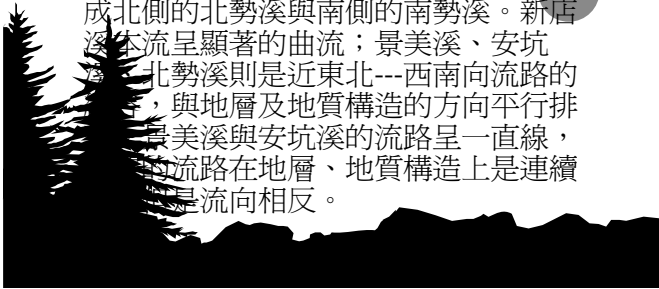 成北側的北勢溪與南側的南勢溪。新店
溪本流呈顯著的曲流；景美溪、安坑
北勢溪則是近東北---西南向流路的
，與地層及地質構造的方向平行排
景美溪與安坑溪的流路呈一直線，
的流路在地層、地質構造上是連續
是流向相反。